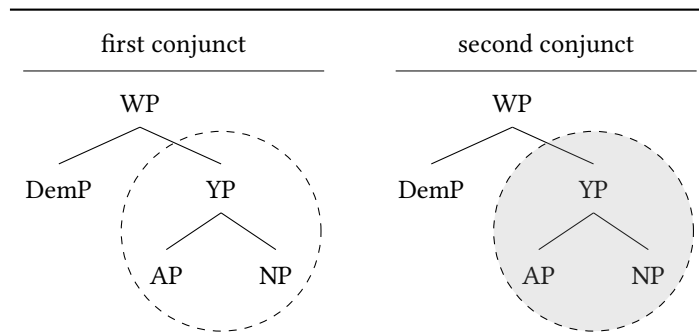 first conjunct second conjunct
WP WP
DemP YP DemP YP
AP NP AP NP